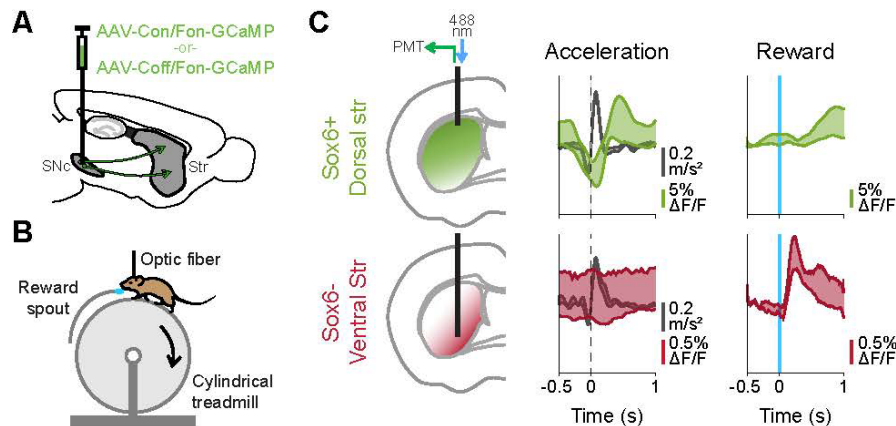 A
AAV-Con/Fon-GCaMP
-or-
AAV-Coff/Fon-GCaMP
SNc
Str
B
Optic fiber
Reward
spout
Cylindrical
treadmill
C
488
nm
PMT
Acceleration
Reward
Sox6+
Dorsal str
0.2
m/s²
5%
ΔF/F
5%
ΔF/F
Sox6-
Ventral Str
0.2
m/s²
0.5%
ΔF/F
0.5%
ΔF/F
-0.5 0 1
-0.5 0 1
Time (s)
Time (s)